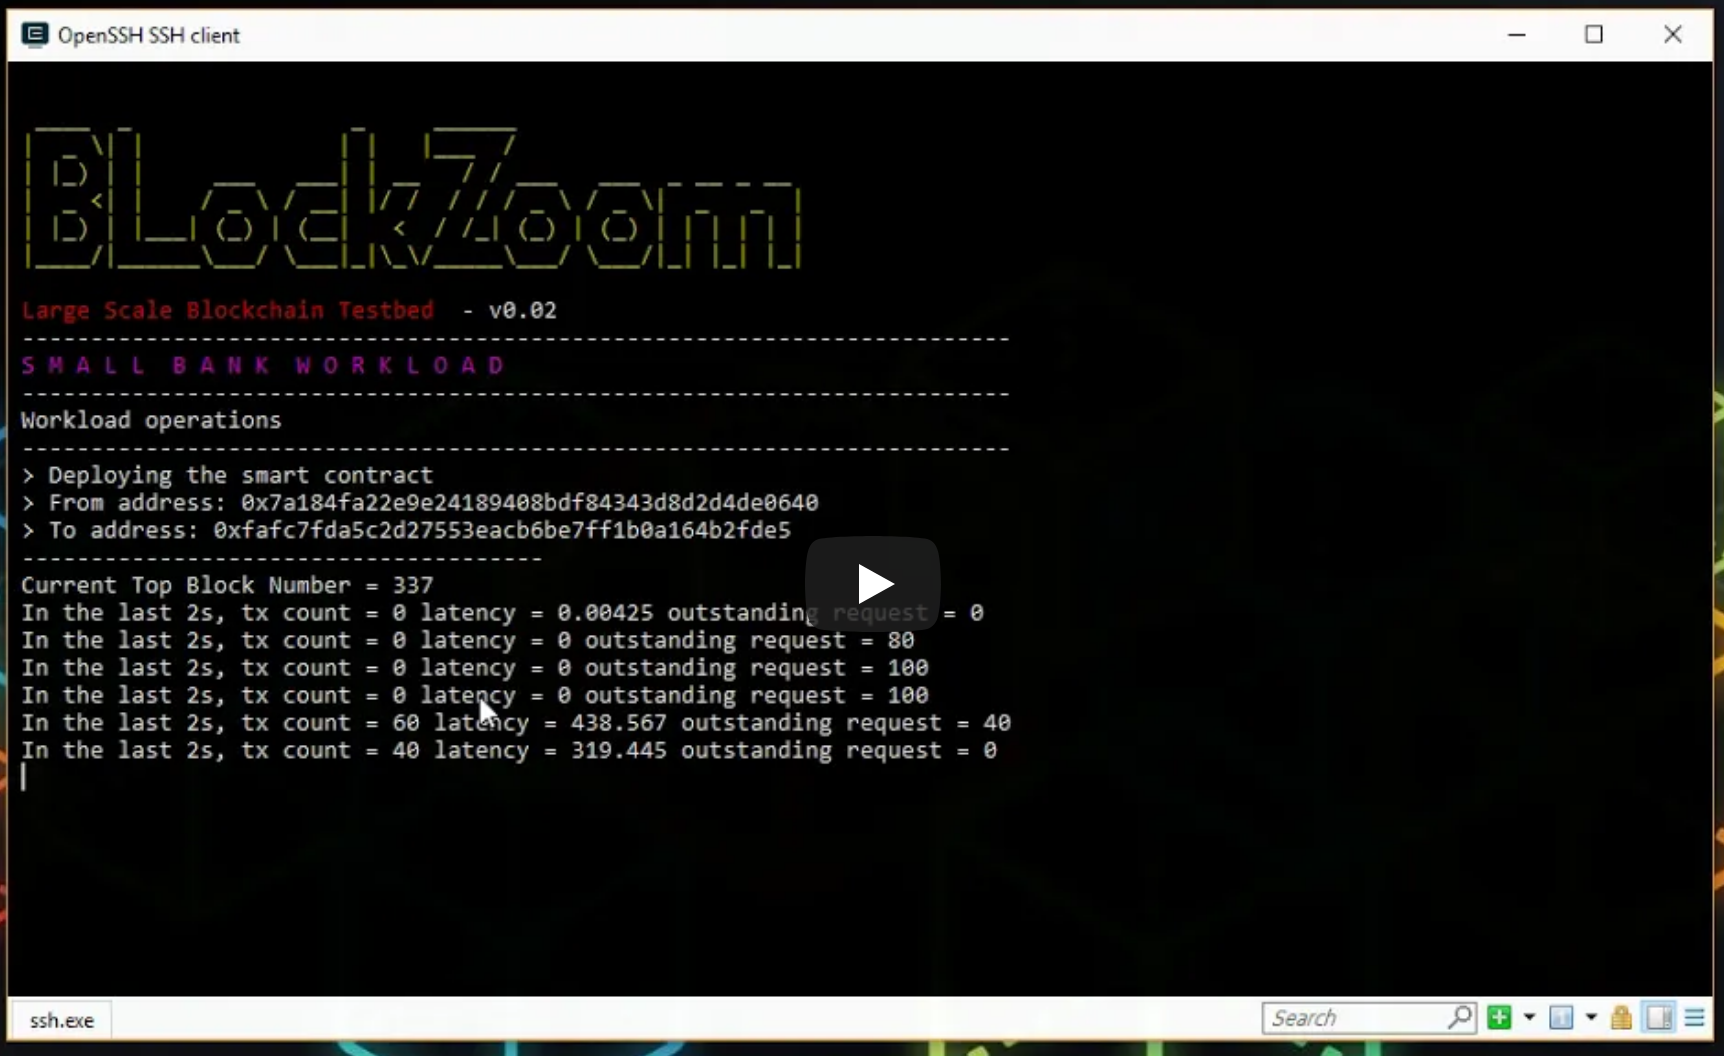 OpenSSH SSH client
BLockZoom
Large Scale Blockchain Testbed - v0.02
------------------------------------------------------------------------
S M A L L  B A N K  W O R K L O A D
------------------------------------------------------------------------
Workload operations
------------------------------------------------------------------------
> Deploying the smart contract
> From address: 0x7a184fa22e9e24189408bdf84343d8d2d4de0640
> To address: 0xfafc7fda5c2d27553eacb6be7ff1b0a164b2fde5
--------------------------------------
Current Top Block Number = 337
In the last 2s, tx count = 0 latency = 0.00425 outstanding request = 0
In the last 2s, tx count = 0 latency = 0 outstanding request = 80
In the last 2s, tx count = 0 latency = 0 outstanding request = 100
In the last 2s, tx count = 0 latency = 0 outstanding request = 100
In the last 2s, tx count = 60 latency = 438.567 outstanding request = 40
In the last 2s, tx count = 40 latency = 319.445 outstanding request = 0
ssh.exe
Search